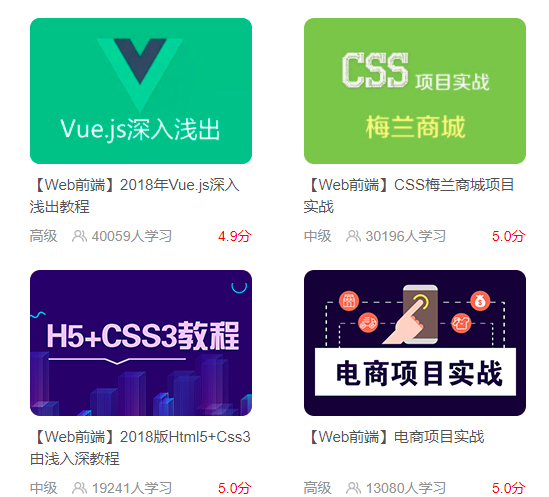 Vue.js深入浅出
CSS 项目实战
梅兰商城
【Web前端】2018年Vue.js深入
浅出教程
【Web前端】CSS梅兰商城项目
实战
高级 40059人学习 4.9分
中级 30196人学习 5.0分
H5+CSS3教程
电商项目实战
【Web前端】2018版Html5+Css3
由浅入深教程
【Web前端】电商项目实战
中级 19241人学习 5.0分
高级 13080人学习 5.0分